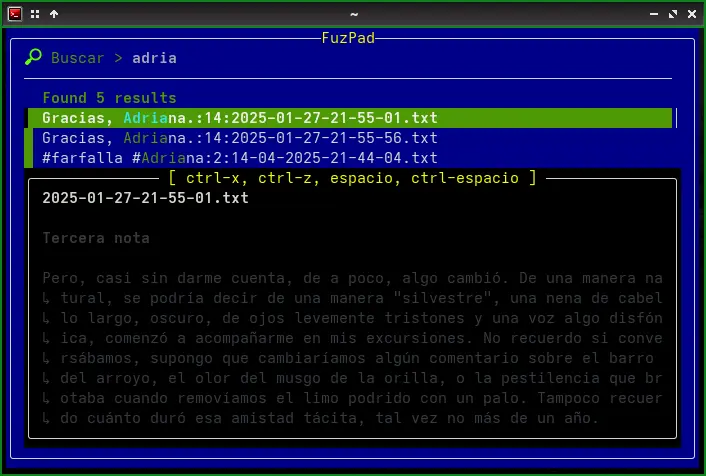 ~
FuzPad
Buscar > adria
Found 5 results
Gracias, Adriana.:14:2025-01-27-21-55-01.txt
Gracias, Adriana.:14:2025-01-27-21-55-56.txt
#farfalla #Adriana:2:14-04-2025-21-44-04.txt
[ ctrl-x, ctrl-z, espacio, ctrl-espacio ]
2025-01-27-21-55-01.txt
Tercera nota
Pero, casi sin darme cuenta, de a poco, algo cambió. De una manera na
↳ tural, se podría decir de una manera "silvestre", una nena de cabel
↳ lo largo, oscuro, de ojos levemente tristones y una voz algo disfón
↳ ica, comenzó a acompañarme en mis excursiones. No recuerdo si conve
↳ rsábamos, supongo que cambiaríamos algún comentario sobre el barro
↳ del arroyo, el olor del musgo de la orilla, o la pestilencia que br
↳ otaba cuando removíamos el limo podrido con un palo. Tampoco recuer
↳ do cuánto duró esa amistad tácita, tal vez no más de un año.